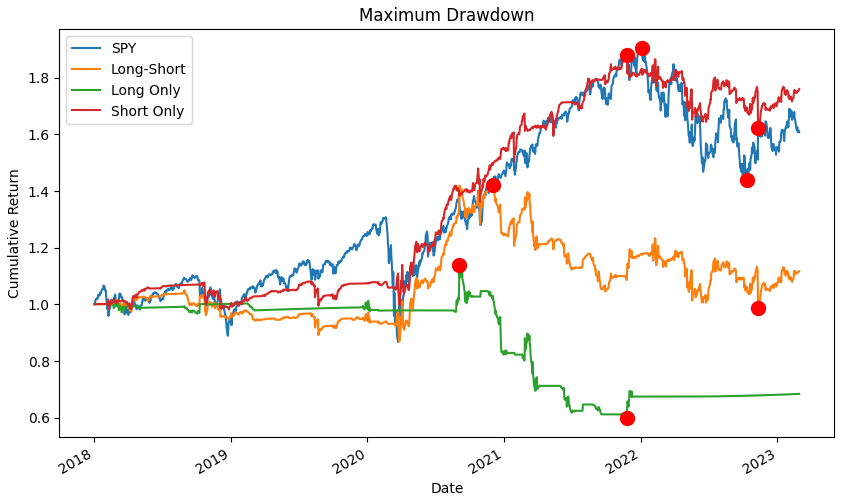 Maximum Drawdown
SPY
Long-Short
Long Only
Short Only
Cumulative Return
1.8
1.6
1.4
1.2
1.0
0.8
0.6
2018
2019
2020
2021
2022
2023
Date